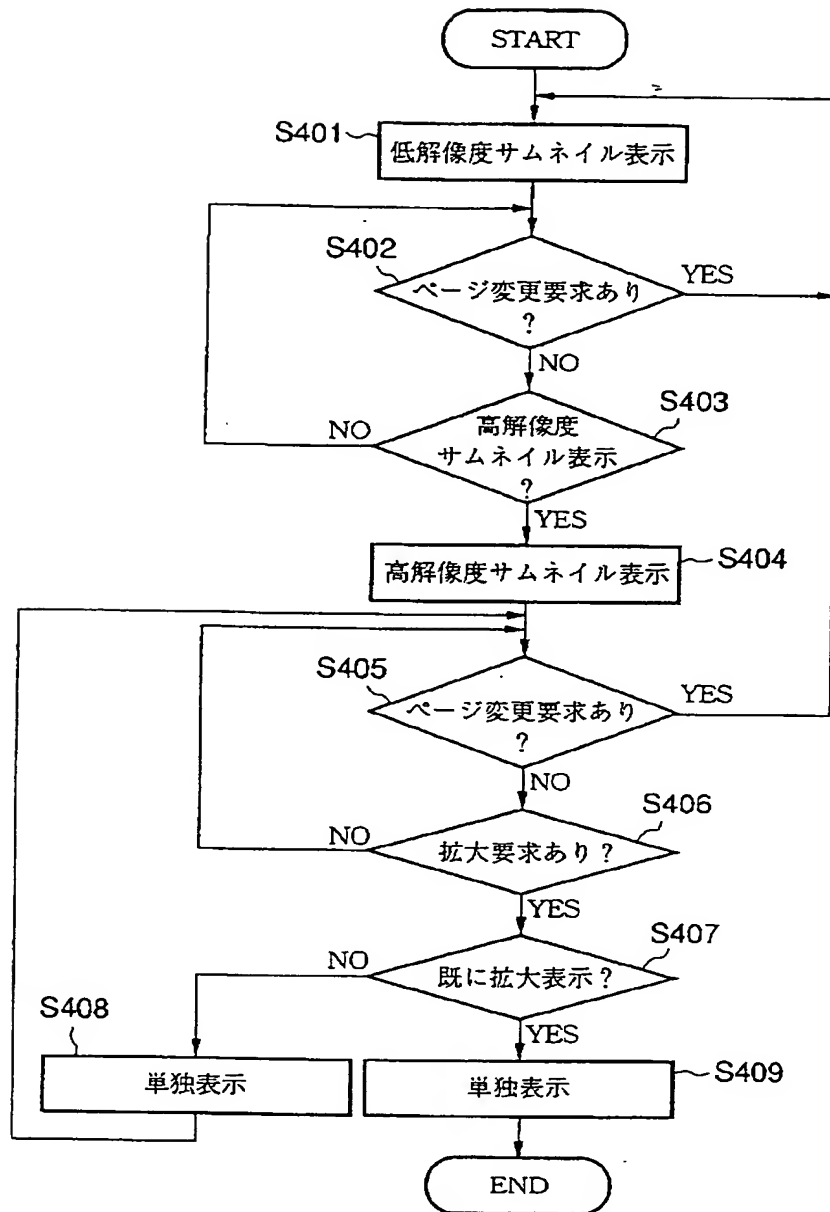 START
S401
低解像度サムネイル表示
S402
ページ変更要求あり
?
YES
NO
S403
高解像度
サムネイル表示
?
NO
YES
S404
高解像度サムネイル表示
S405
ページ変更要求あり
?
YES
NO
S406
拡大要求あり?
NO
YES
S407
既に拡大表示?
NO
YES
S408
単独表示
単独表示
S409
END